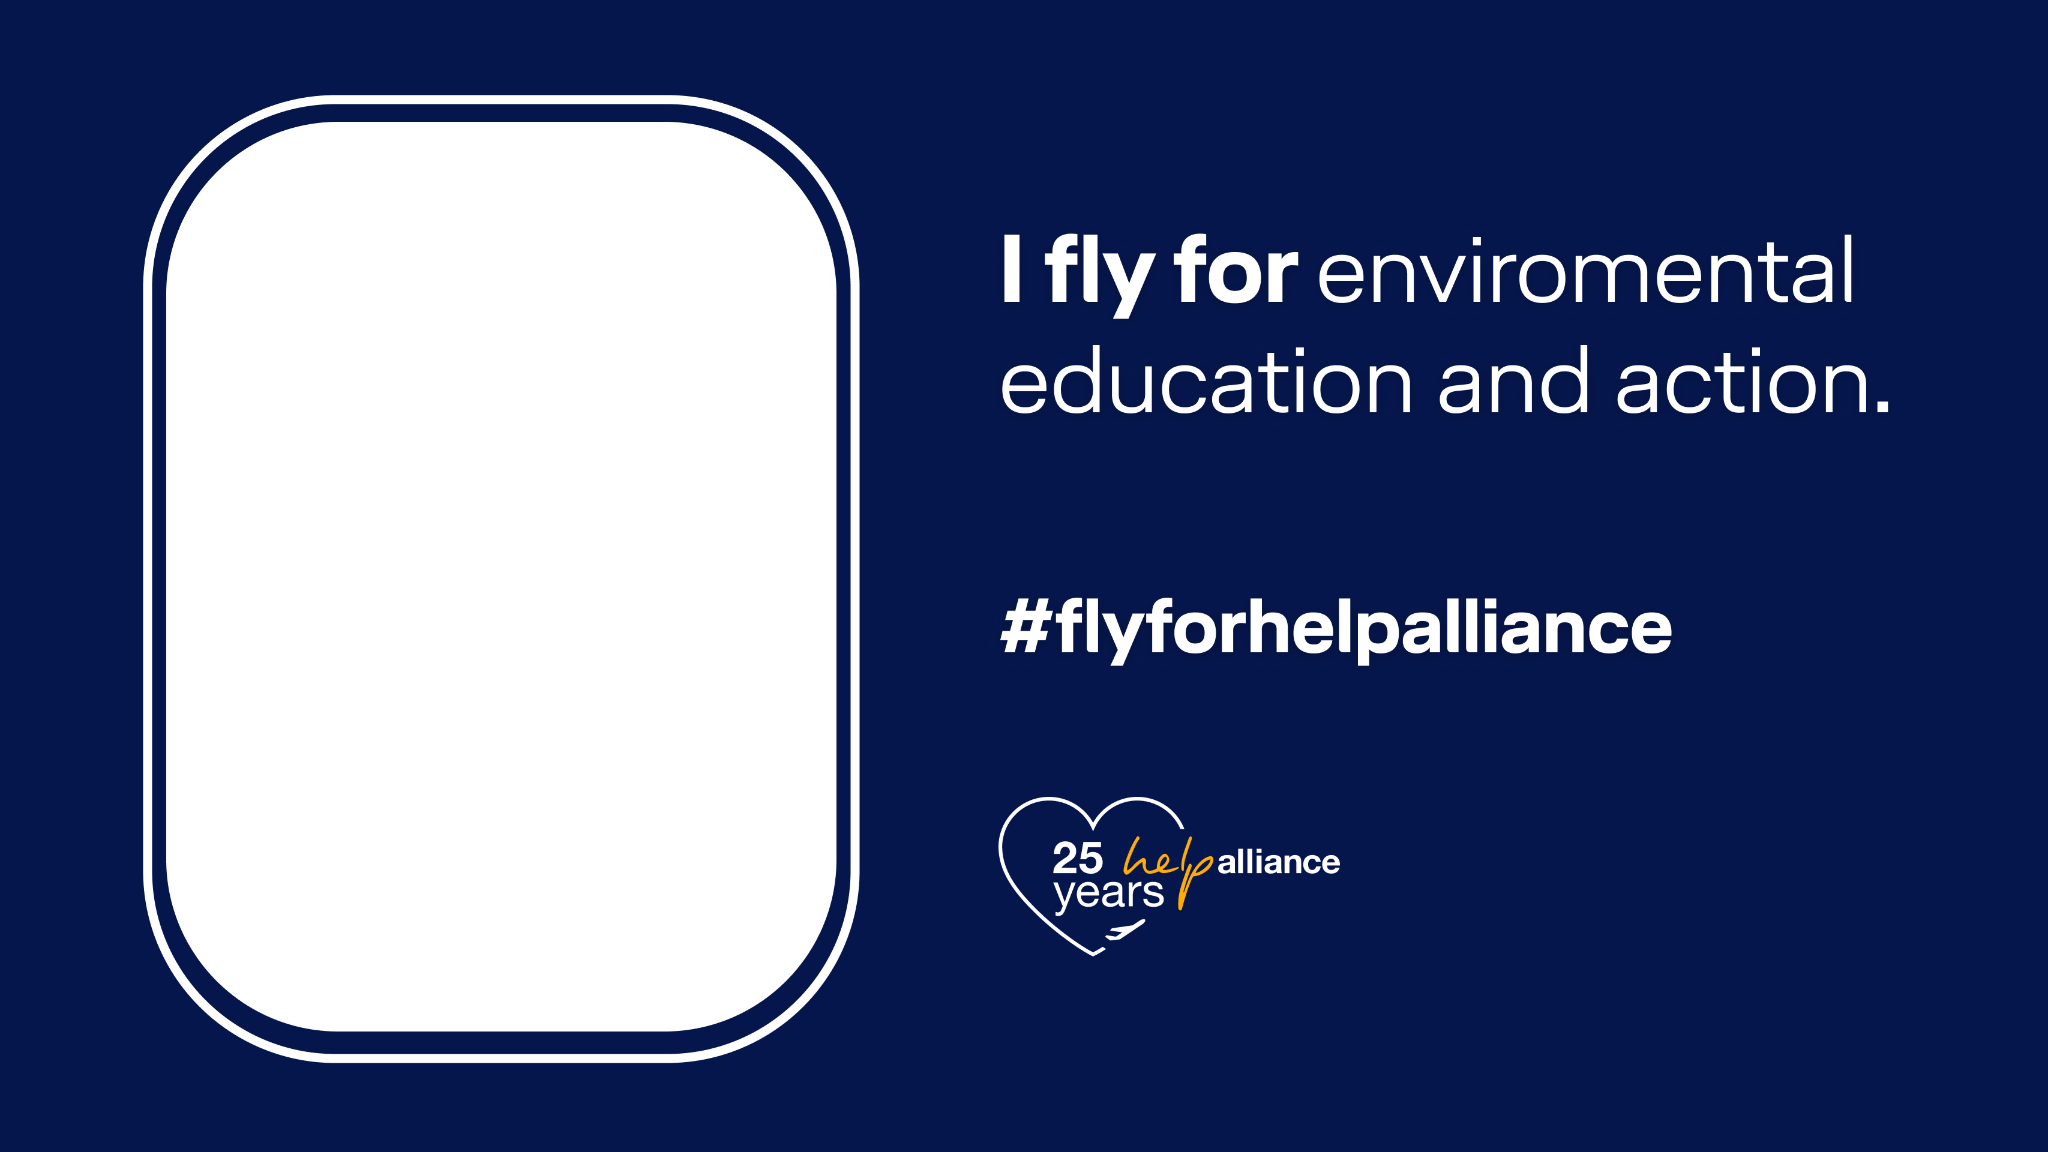 I fly for enviromental
education and action.
#flyforhelpalliance
25 help alliance
years